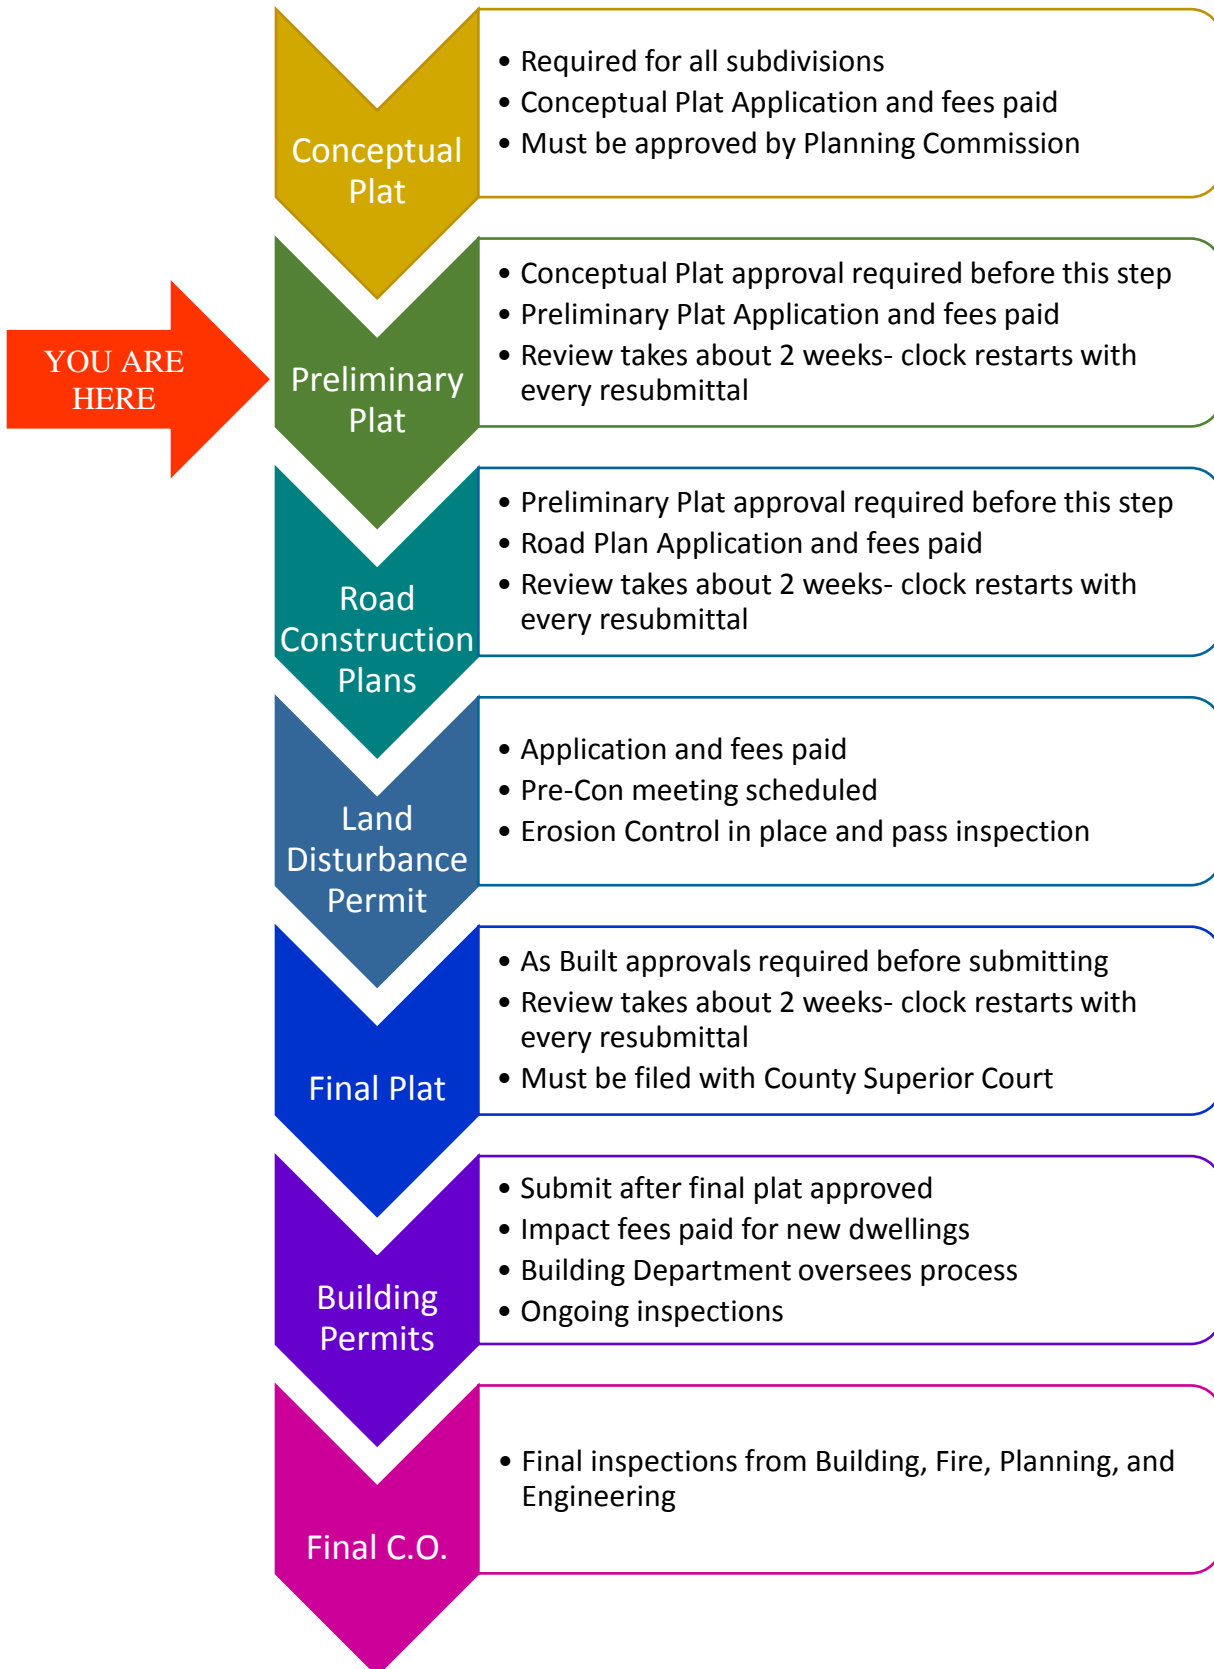 • Required for all subdivisions
• Conceptual Plat Application and fees paid
• Must be approved by Planning Commission
Conceptual
Plat
• Conceptual Plat approval required before this step
• Preliminary Plat Application and fees paid
• Review takes about 2 weeks- clock restarts with
every resubmittal
YOU ARE
HERE
Preliminary
Plat
• Preliminary Plat approval required before this step
• Road Plan Application and fees paid
• Review takes about 2 weeks- clock restarts with
every resubmittal
Road
Construction
Plans
• Application and fees paid
• Pre-Con meeting scheduled
• Erosion Control in place and pass inspection
Land
Disturbance
Permit
• As Built approvals required before submitting
• Review takes about 2 weeks- clock restarts with
every resubmittal
• Must be filed with County Superior Court
Final Plat
• Submit after final plat approved
• Impact fees paid for new dwellings
• Building Department oversees process
• Ongoing inspections
Building
Permits
• Final inspections from Building, Fire, Planning, and
Engineering
Final C.O.